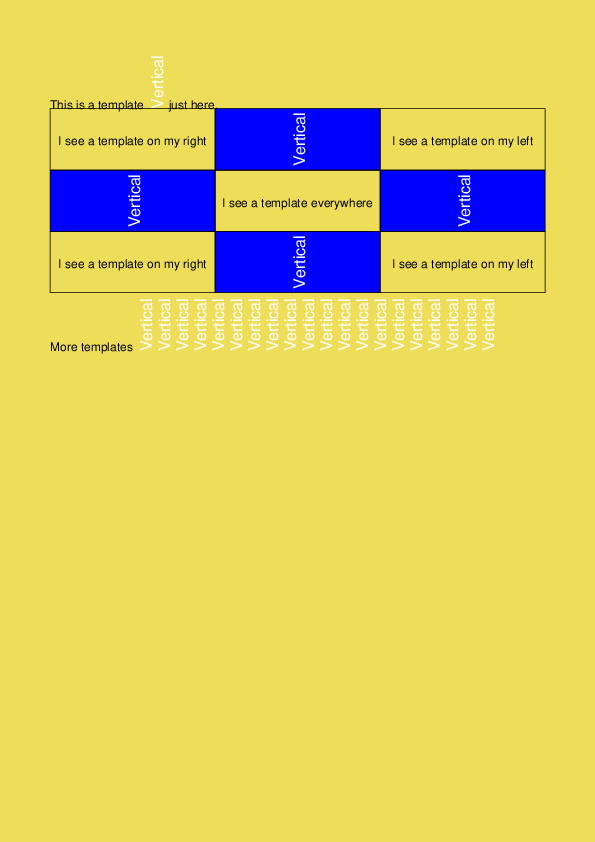 This is a template Vertical just here.
I see a template on my right Vertical I see a template on my left
Vertical I see a template everywhere Vertical
I see a template on my right Vertical I see a template on my left
More templates Vertical Vertical Vertical Vertical Vertical Vertical Vertical Vertical Vertical Vertical Vertical Vertical Vertical Vertical Vertical Vertical Vertical Vertical Vertical Vertical